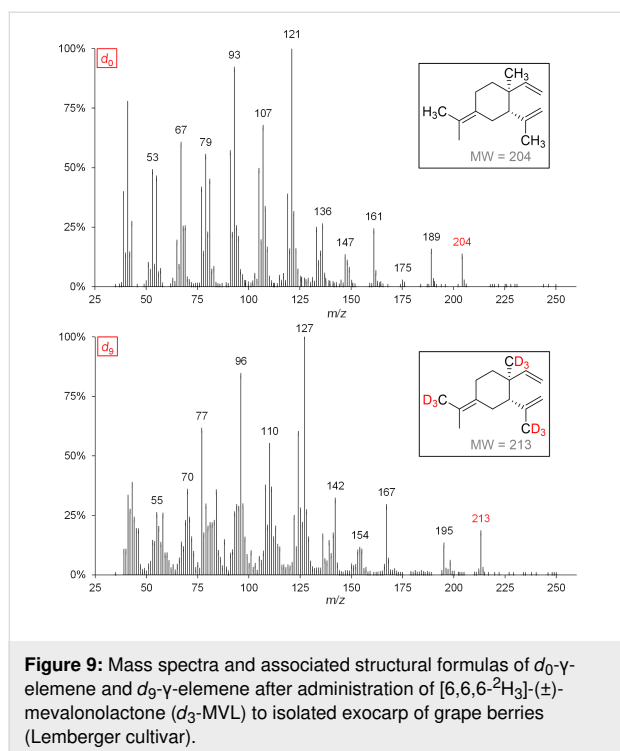 100%
121
d0
93
CH3
75%
H3C
67
107
79
53
50%
CH3
MW = 204
136
25%
161
147
189
204
175
0%
25 50 75 100 125 150 175 200 225 250
m/z
100%
127
d9
96
CD3
75%
D3C
77
110
50%
CD3
MW = 213
70
142
167
55
25%
213
154
195
0%
25 50 75 100 125 150 175 200 225 250
m/z
Figure 9: Mass spectra and associated structural formulas of d0-γ-
elemene and d9-γ-elemene after administration of [6,6,6-²H3]-(±)-
mevalonolactone (d3-MVL) to isolated exocarp of grape berries
(Lemberger cultivar).